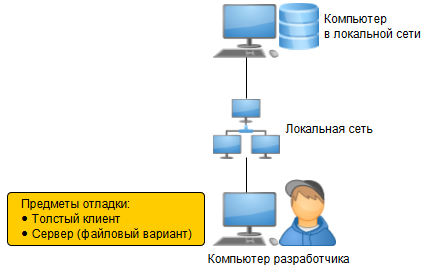 Компьютер
в локальной сети
Локальная сеть
Предметы отладки:
● Толстый клиент
● Сервер (файловый вариант)
Компьютер разработчика